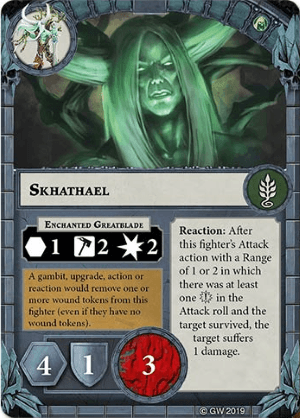 SKHATHAEL
ENCHANTED GREATBLADE
1 2 2
A gambit, upgrade, action or
reaction would remove one or
more wound tokens from this
fighter (even if they have no
wound tokens).
Reaction: After
this fighter's Attack
action with a Range
of 1 or 2 in which
there was at least
one in the
Attack roll and the
target survived, the
target suffers
1 damage.
4 1 3
© GW 2019